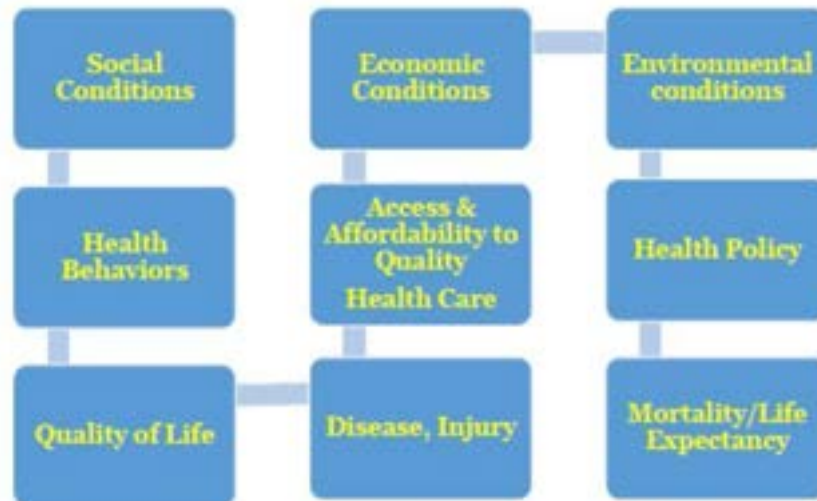 Social
Conditions
Health
Behaviors
Quality of Life
Disease, Injury
Access &
Affordability to
Quality
Health Care
Economic
Conditions
Environmental
conditions
Health Policy
Mortality/Life
Expectancy